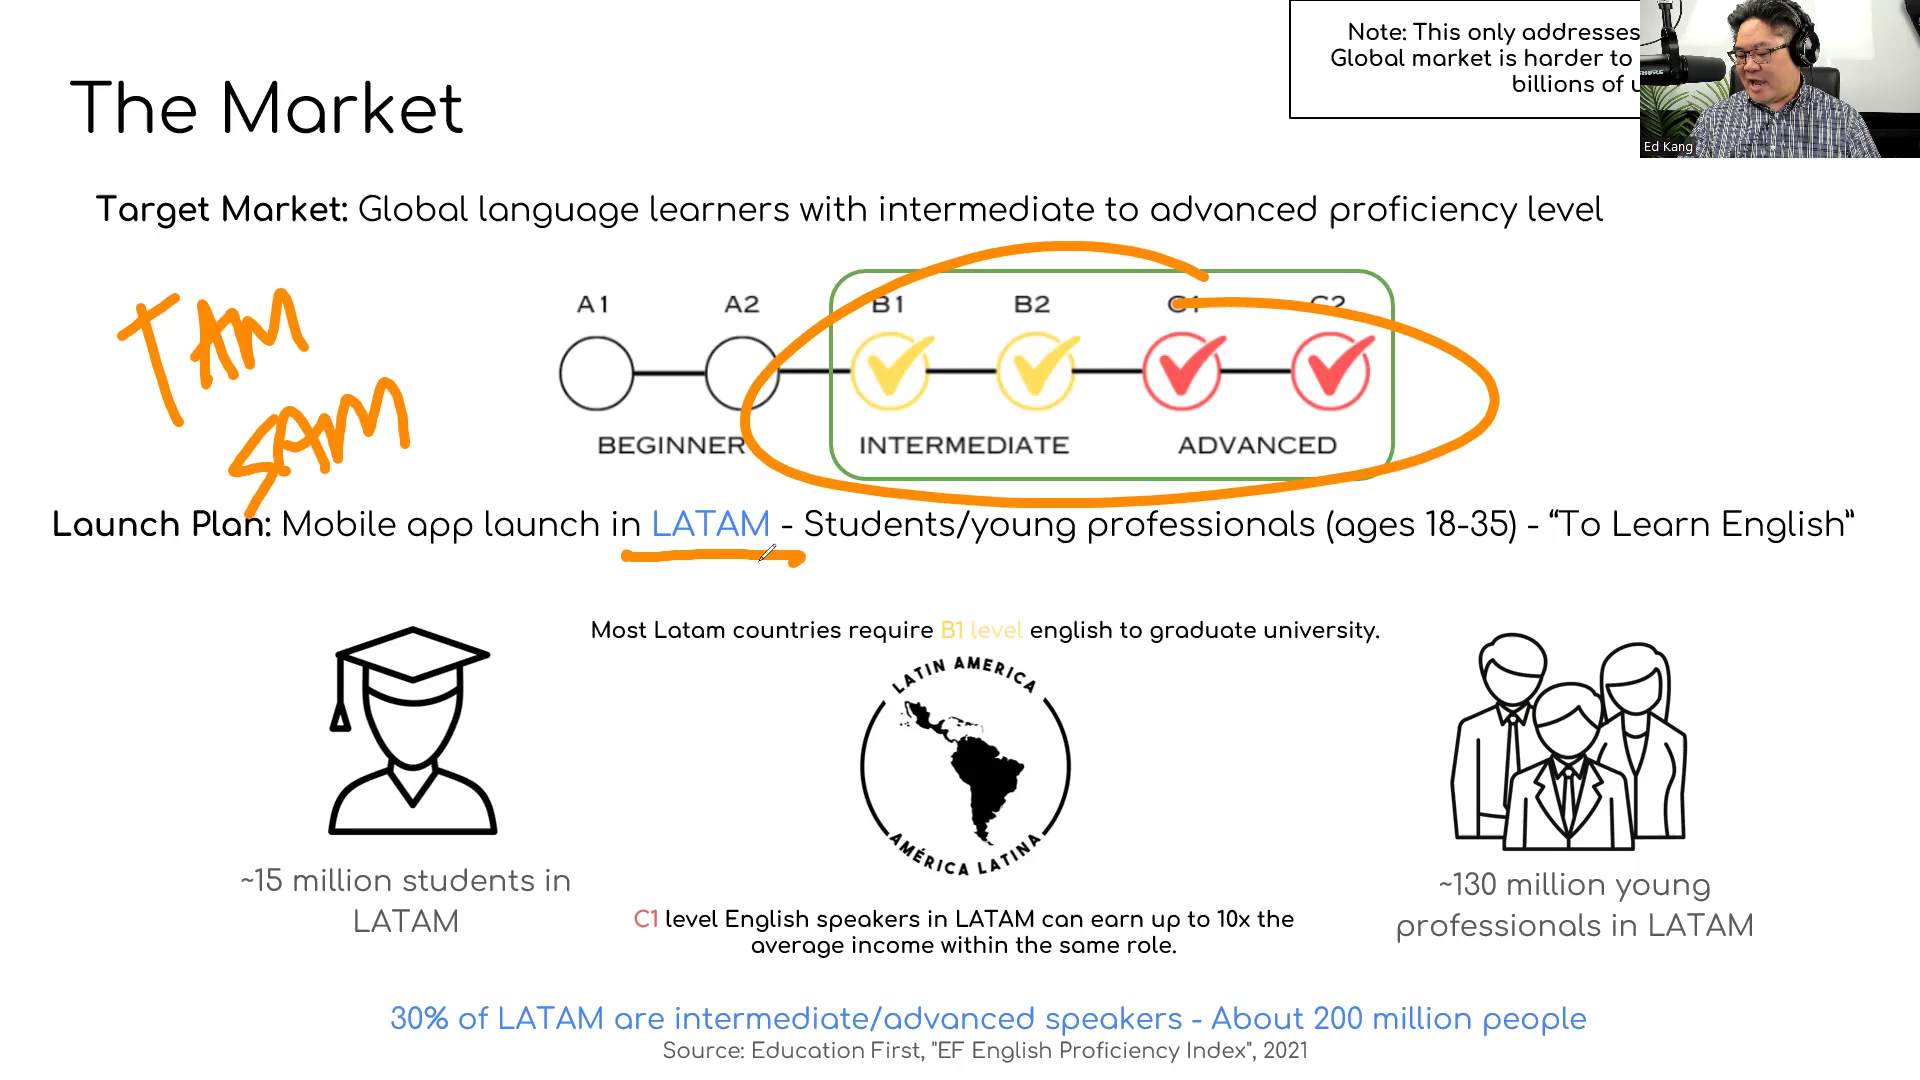 Note: This only addresses
Global market is harder to
billions of
Ed Kang
The Market
Target Market: Global language learners with intermediate to advanced proficiency level
TAM
SAM
A1 A2 B1 B2 C1 C2
BEGINNER INTERMEDIATE ADVANCED
Launch Plan: Mobile app launch in LATAM - Students/young professionals (ages 18-35) - “To Learn English”
Most Latam countries require B1 level english to graduate university.
LATIN AMERICA
AMÉRICA LATINA
~15 million students in
LATAM
C1 level English speakers in LATAM can earn up to 10x the
average income within the same role.
~130 million young
professionals in LATAM
30% of LATAM are intermediate/advanced speakers - About 200 million people
Source: Education First, "EF English Proficiency Index", 2021